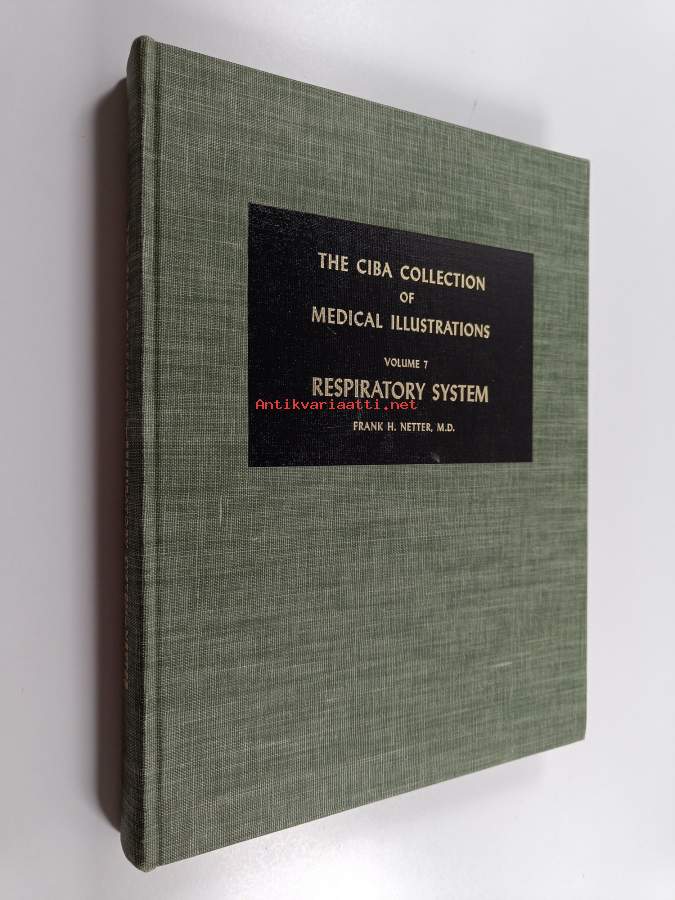 THE CIBA COLLECTION
OF
MEDICAL ILLUSTRATIONS
VOLUME 7
RESPIRATORY SYSTEM
Antikvariaatti.net
FRANK H. NETTER, M.D.